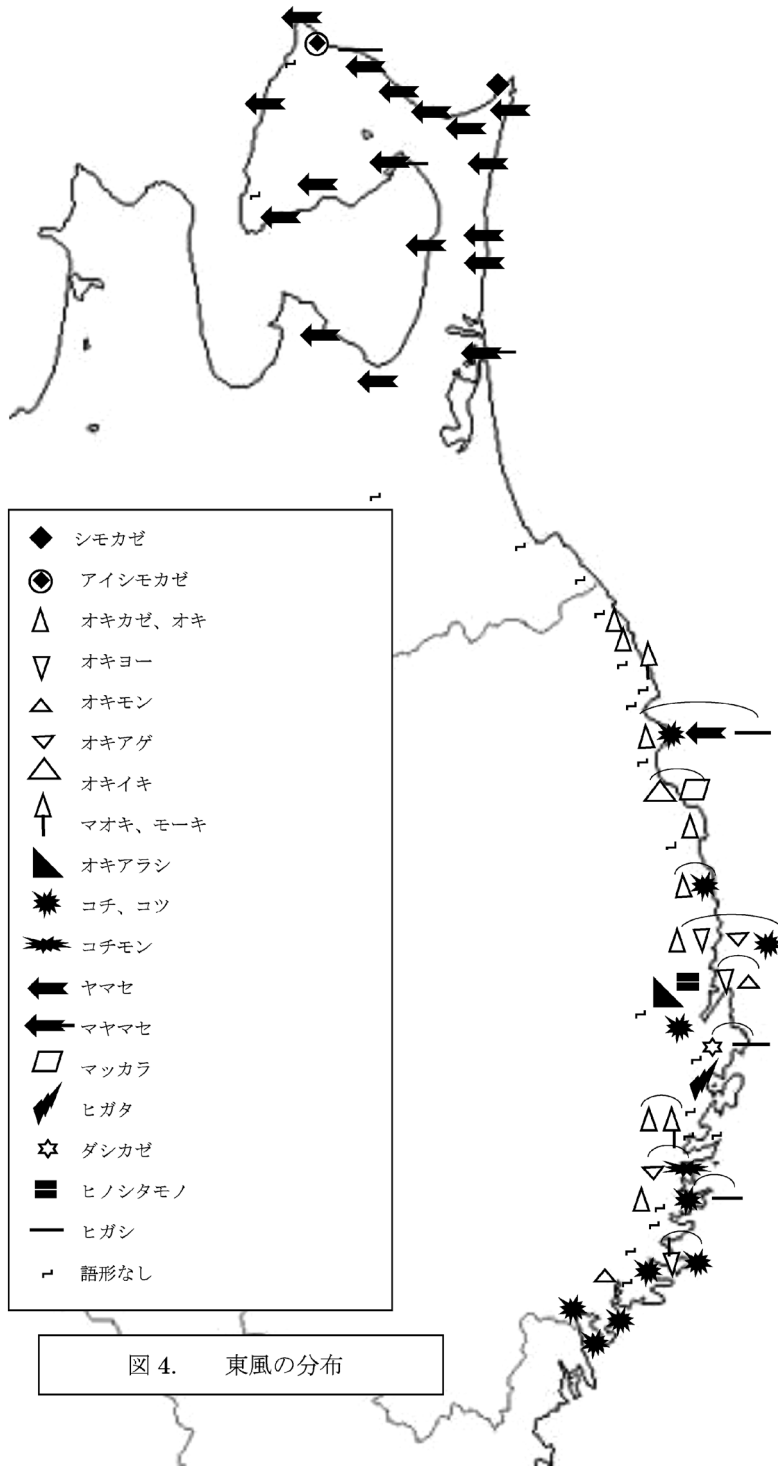 シモカゼ
アイシモカゼ
オキカゼ、オキ
オキヨー
オキモン
オキアゲ
オキイキ
マオキ、モーキ
オキアラシ
コチ、コツ
コチモン
ヤマセ
マヤマセ
マッカラ
ヒガタ
ダシカゼ
ヒノシタモノ
ヒガシ
語形なし
図 4. 東風の分布